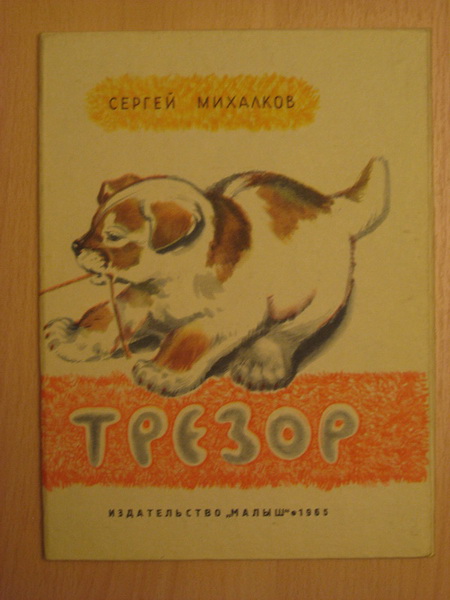 СЕРГЕЙ МИХАЛКОВ
ТРЕЗОР
ИЗДАТЕЛЬСТВО „МАЛЫШ" • 1965